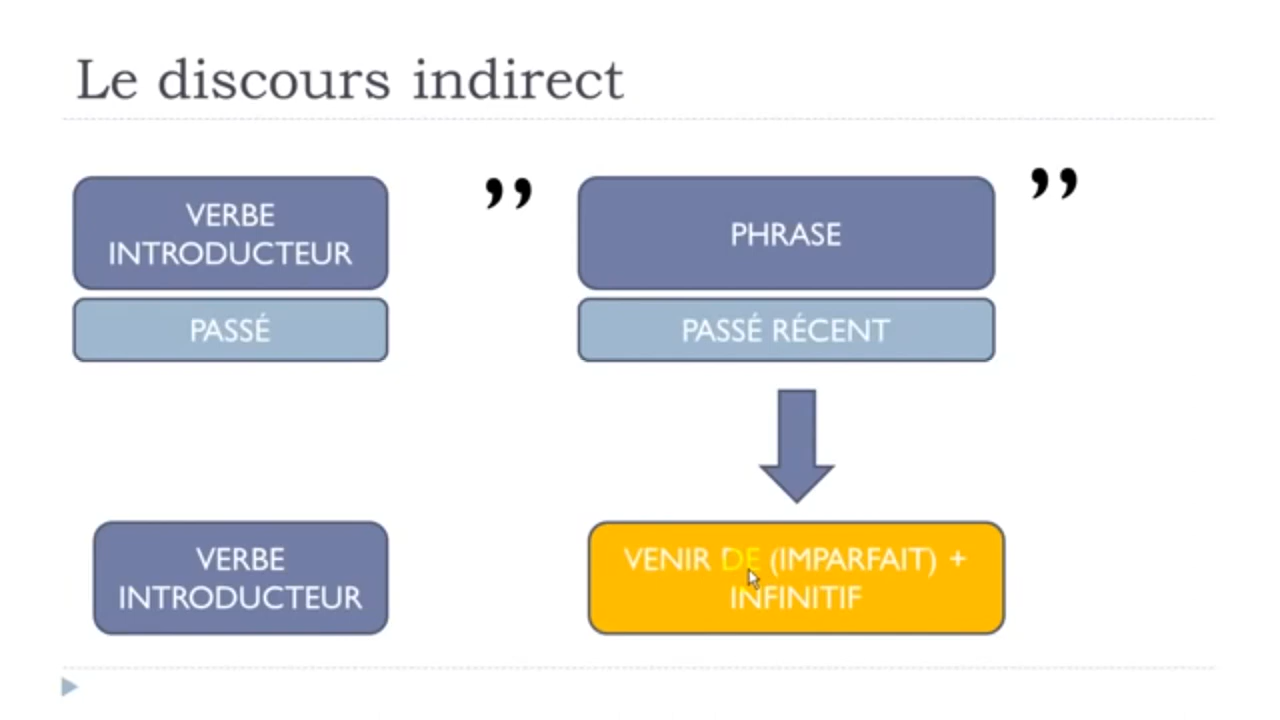 Le discours indirect
VERBE
INTRODUCTEUR
”
PHRASE
”
PASSÉ
PASSÉ RÉCENT
VERBE
INTRODUCTEUR
VENIR DE (IMPARFAIT) +
INFINITIF